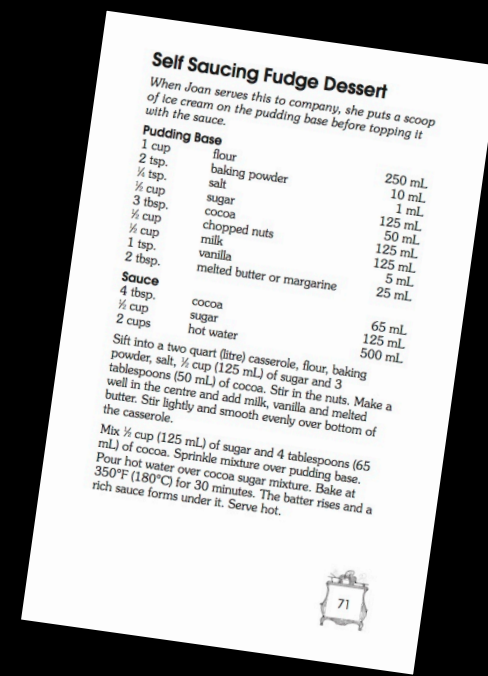 Self Saucing Fudge Dessert
When Joan serves this to company, she puts a scoop
of ice cream on the pudding base before topping it
with the sauce.
Pudding Base
1 cup flour 250 mL
2 tsp. baking powder 10 mL
¼ tsp. salt 1 mL
½ cup sugar 125 mL
3 tbsp. cocoa 50 mL
½ cup chopped nuts 125 mL
½ cup milk 125 mL
1 tsp. vanilla 5 mL
2 tbsp. melted butter or margarine 25 mL
Sauce
4 tbsp. cocoa 65 mL
½ cup sugar 125 mL
2 cups hot water 500 mL
Sift into a two quart (litre) casserole, flour, baking
powder, salt, ½ cup (125 mL) of sugar and 3
tablespoons (50 mL) of cocoa. Stir in the nuts. Make a
well in the centre and add milk, vanilla and melted
butter. Stir lightly and smooth evenly over bottom of
the casserole.
Mix ½ cup (125 mL) of sugar and 4 tablespoons (65
mL) of cocoa. Sprinkle mixture over pudding base.
Pour hot water over cocoa sugar mixture. Bake at
350°F (180°C) for 30 minutes. The batter rises and a
rich sauce forms under it. Serve hot.
71